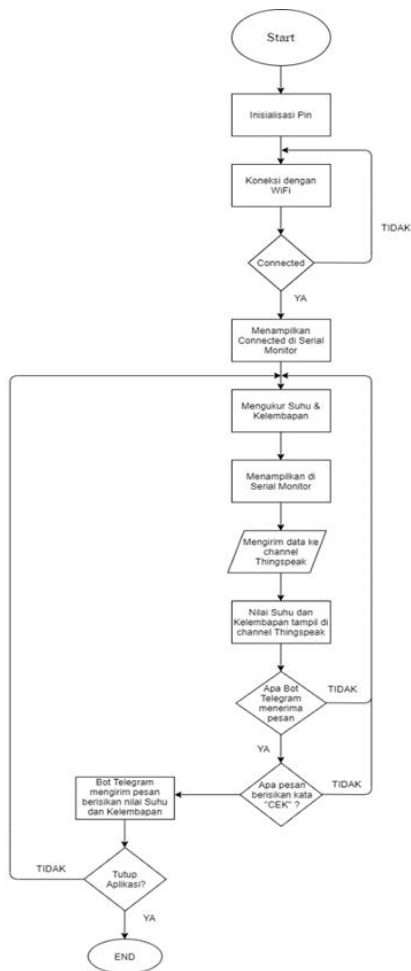 Start
Inisialisasi Pin
Koneksi dengan
WiFi
TIDAK
Connected
YA
Menampilkan
Connected di Serial
Monitor
Mengukur Suhu &
Kelembapan
Menampilkan di
Serial Monitor
Mengirim data ke
channel
Thingspeak
Nilai Suhu dan
Kelembapan tampil di
channel Thingspeak
Apa Bot
Telegram
menerima
pesan
TIDAK
YA
Apa pesan
berisikan kata
"CEK" ?
TIDAK
Bot Telegram
mengirim pesan
berisikan nilai Suhu
dan Kelembapan
TIDAK
Tutup
Aplikasi?
YA
END